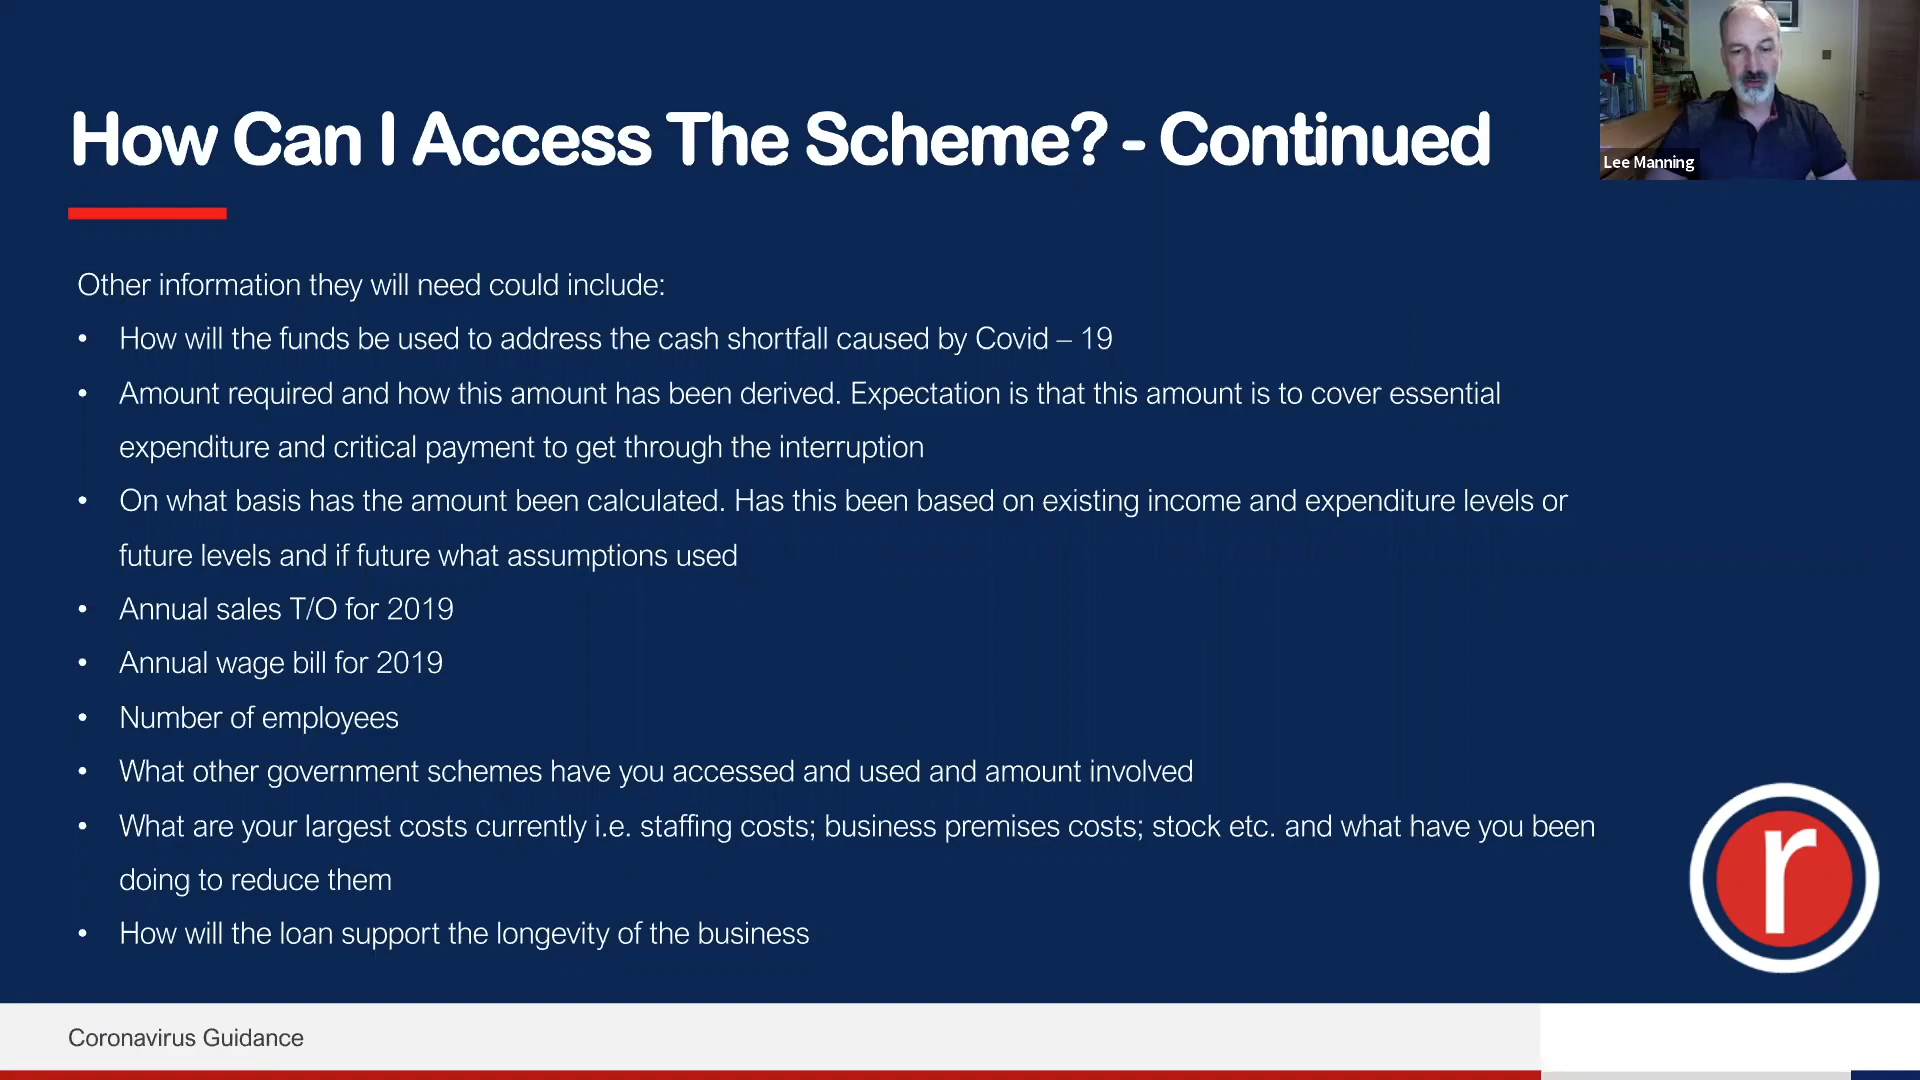 How Can I Access The Scheme? - Continued
Lee Manning
Other information they will need could include:
• How will the funds be used to address the cash shortfall caused by Covid – 19
• Amount required and how this amount has been derived. Expectation is that this amount is to cover essential
expenditure and critical payment to get through the interruption
• On what basis has the amount been calculated. Has this been based on existing income and expenditure levels or
future levels and if future what assumptions used
• Annual sales T/O for 2019
• Annual wage bill for 2019
• Number of employees
• What other government schemes have you accessed and used and amount involved
• What are your largest costs currently i.e. staffing costs; business premises costs; stock etc. and what have you been
doing to reduce them
• How will the loan support the longevity of the business
r
Coronavirus Guidance